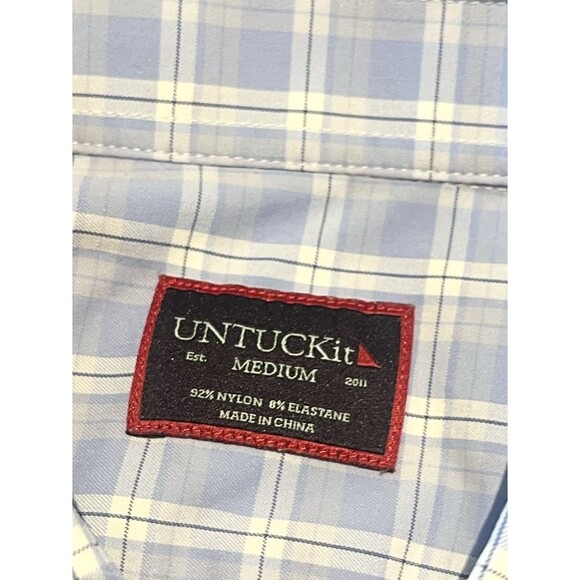 UNTUCKit
Est. MEDIUM 2011
92% NYLON 8% ELASTANE
MADE IN CHINA